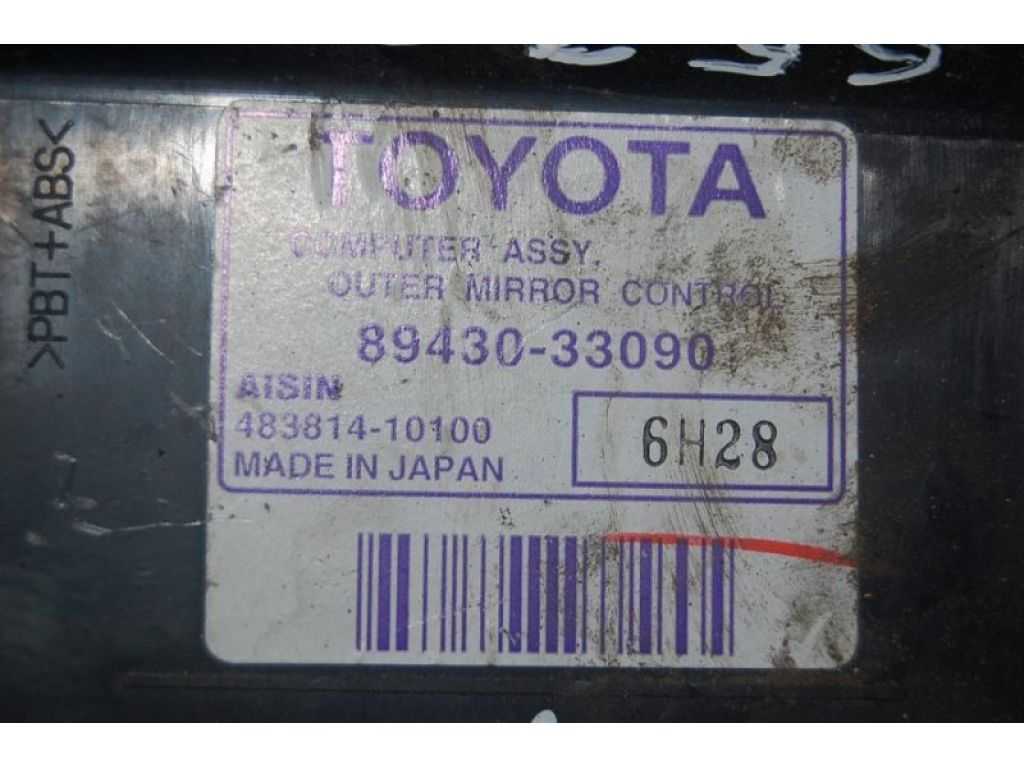 >PBT+ABS<
TOYOTA
COMPUTER ASSY,
OUTER MIRROR CONTROL
89430-33090
AISIN
483814-10100
6H28
MADE IN JAPAN